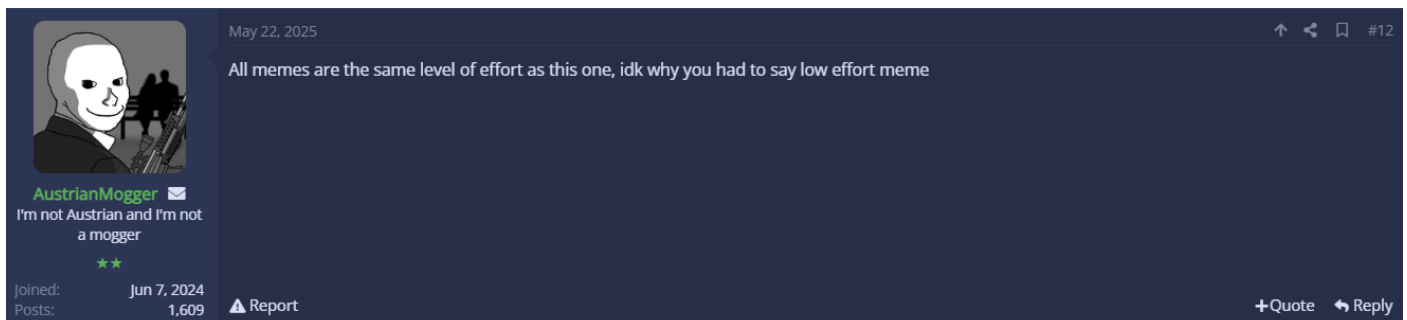 May 22, 2025
#12
All memes are the same level of effort as this one, idk why you had to say low effort meme
AustrianMogger
I'm not Austrian and I'm not
a mogger
Joined: Jun 7, 2024
Posts: 1,609
Report
+Quote Reply